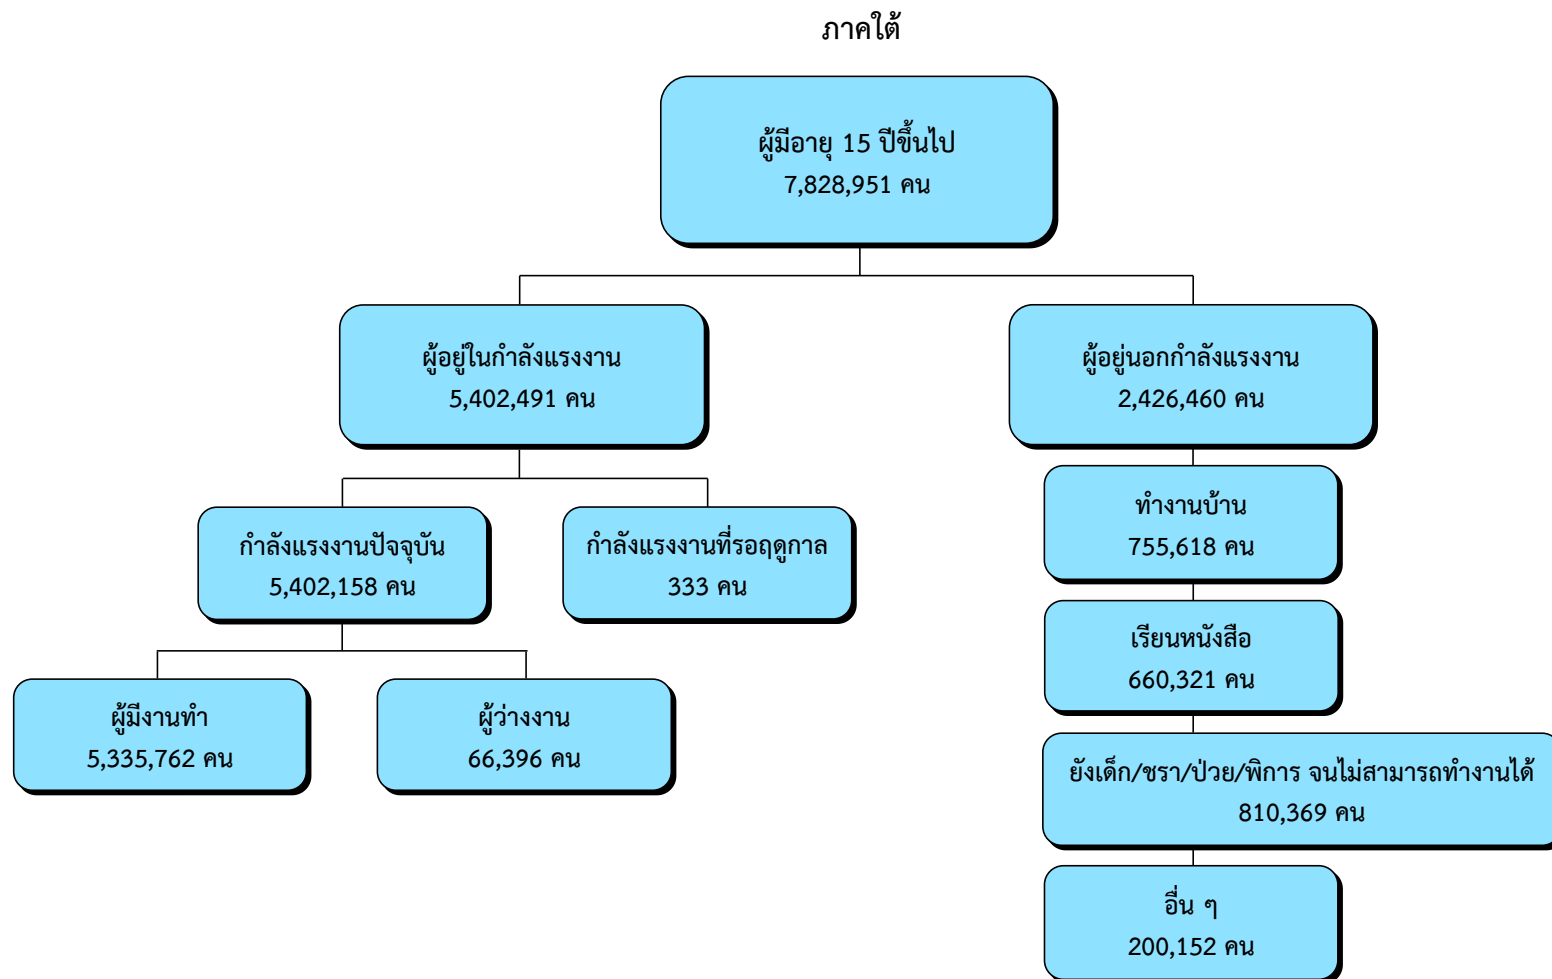 ภาคใต้
ผู้มีอายุ 15 ปีขึ้นไป
7,828,951 คน
ผู้อยู่ในกำลังแรงงาน
5,402,491 คน
ผู้อยู่นอกกำลังแรงงาน
2,426,460 คน
กำลังแรงงานปัจจุบัน
5,402,158 คน
กำลังแรงงานที่รอฤดูกาล
333 คน
ผู้มีงานทำ
5,335,762 คน
ผู้ว่างงาน
66,396 คน
ทำงานบ้าน
755,618 คน
เรียนหนังสือ
660,321 คน
ยังเด็ก/ชรา/ป่วย/พิการ จนไม่สามารถทำงานได้
810,369 คน
อื่น ๆ
200,152 คน